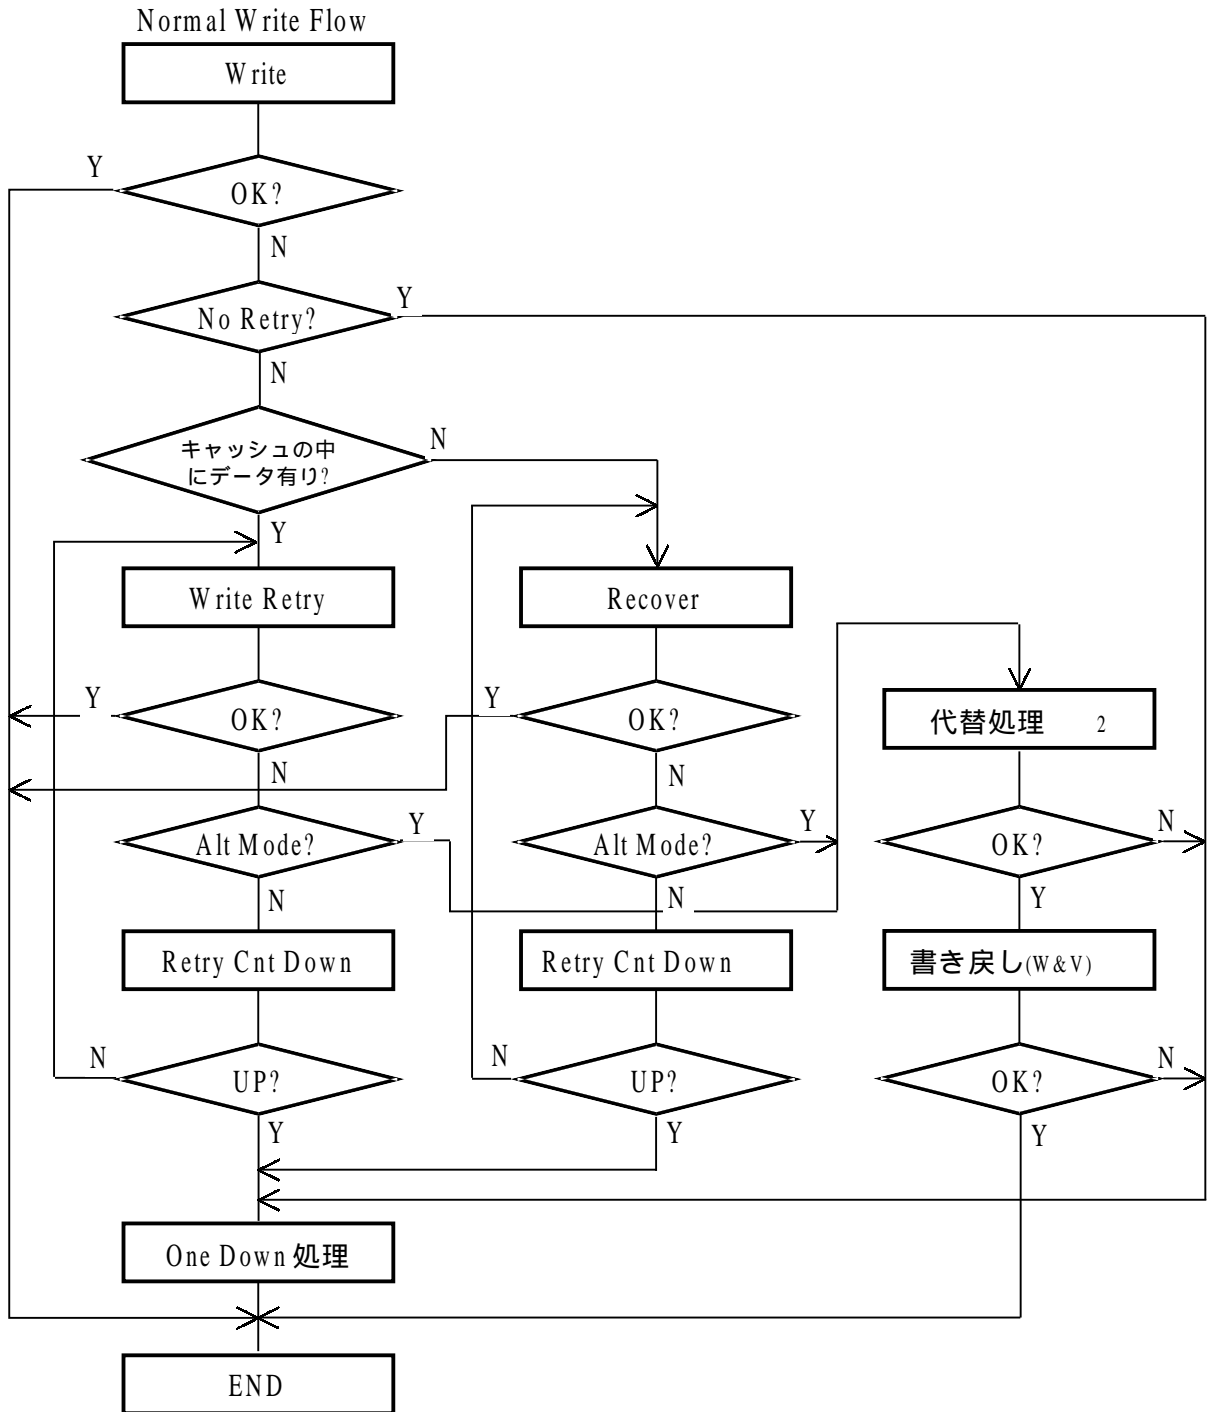 Normal Write Flow
Write
Y
OK?
N
No Retry?
Y
N
キャッシュの中
にデータ有り?
N
Y
Write Retry
Recover
Y
OK?
N
Y
OK?
N
代替処理 2
Alt Mode?
Y
N
Alt Mode?
Y
N
OK?
N
Y
Retry Cnt Down
Retry Cnt Down
書き戻し(W&V)
N
UP?
Y
N
UP?
Y
OK?
N
Y
One Down 処理
END